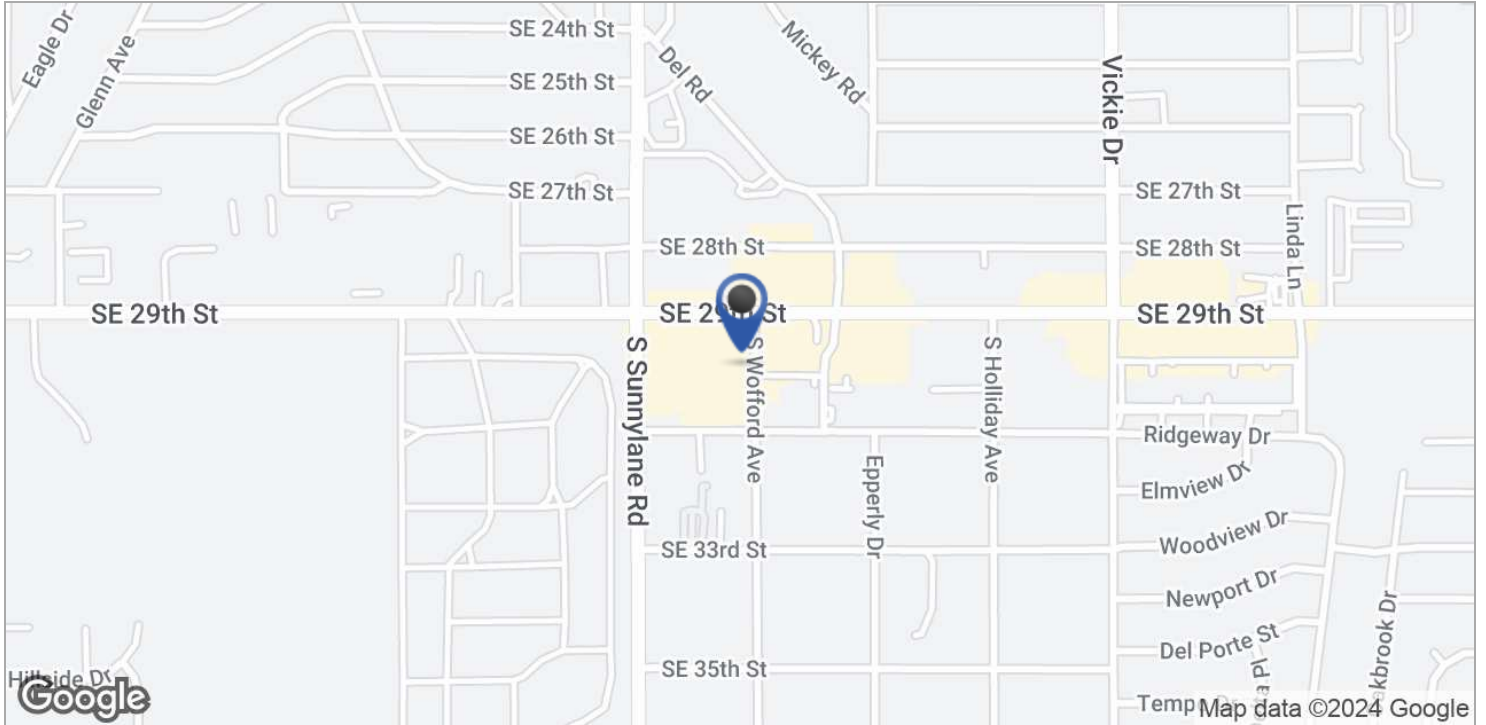 Eagle Dr
Glenn Ave
SE 24th St
Del Rd
Mickey Rd
SE 25th St
Vickie Dr
SE 26th St
SE 27th St
SE 27th St
SE 28th St
SE 28th St
Linda Ln
SE 29th St
SE 29th St
SE 29th St
S Sunnylane Rd
S Wofford Ave
S Holliday Ave
Ridgeway Dr
Epperly Dr
Elmview Dr
Woodview Dr
SE 33rd St
Newport Dr
Del Porte St
SE 35th St
Hillside Dr
Google
Map data ©2024 Google